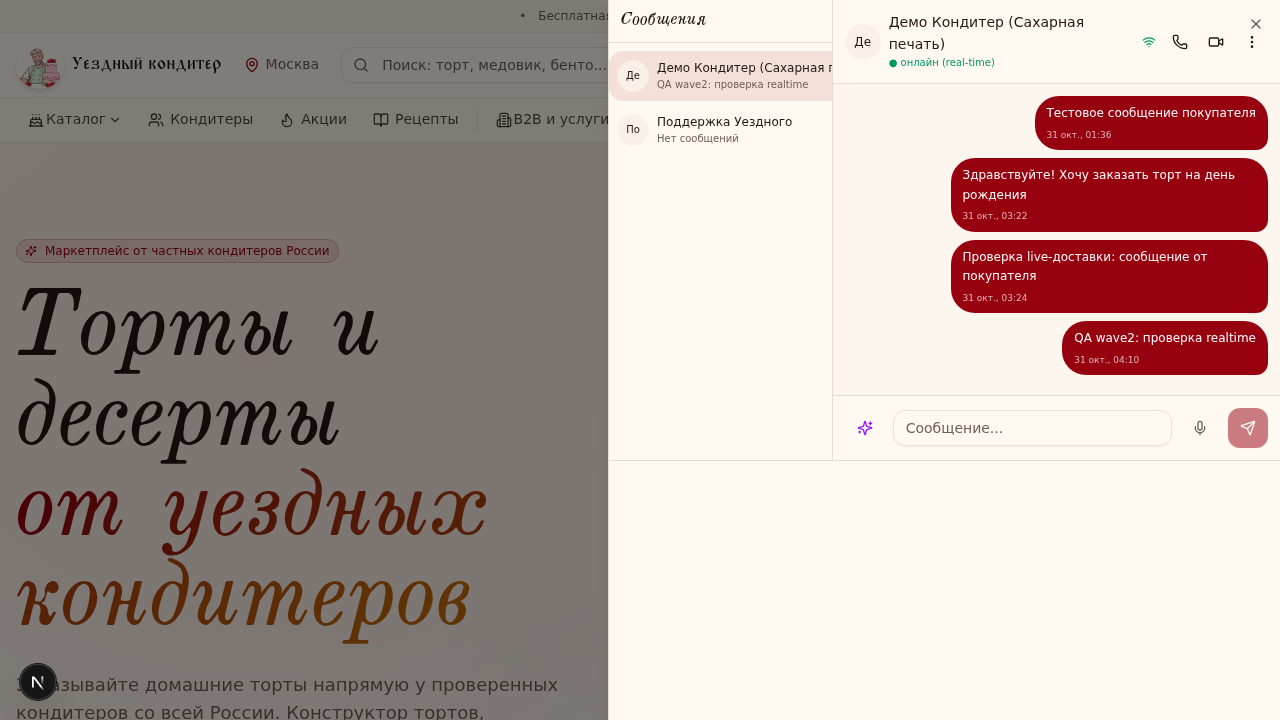 • Бесплатна
Уездный кондитер
Москва
Поиск: торт, медовик, бенто...
Каталог
Кондитеры
Акции
Рецепты
B2B и услуги
Маркетплейс от частных кондитеров России
Торты и
десерты
от уездных
кондитеров
азывайте домашние торты напрямую у проверенных
кондитеров со всей России. Конструктор тортов,
N
Сообщения
Де
Демо Кондитер (Сахарная п
QA wave2: проверка realtime
По
Поддержка Уездного
Нет сообщений
Де
Демо Кондитер (Сахарная
печать)
● онлайн (real-time)
Тестовое сообщение покупателя
31 окт., 01:36
Здравствуйте! Хочу заказать торт на день
рождения
31 окт., 03:22
Проверка live-доставки: сообщение от
покупателя
31 окт., 03:24
QA wave2: проверка realtime
31 окт., 04:10
Сообщение...